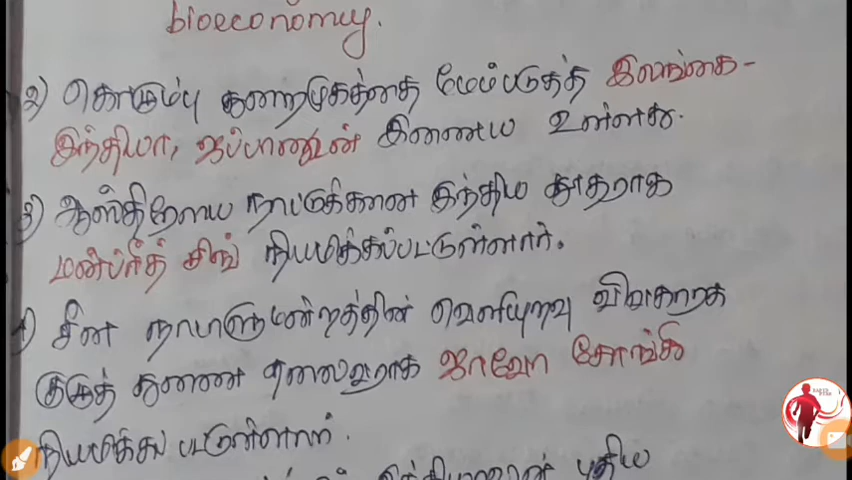 bioeconomy.
2) கொழும்பு துறைமுகத்தை மேம்படுத்த இலங்கை-
இந்தியா, ஜப்பானுடன் இணைய உள்ளது.
3) ஆஸ்திரேலிய நாட்டுக்கான இந்திய தூதராக
மன்ப்ரீத் சிங் நியமிக்கப்பட்டுள்ளார்.
4) சீன நாடாளுமன்றத்தின் வெளியுறவு விவகாரக
குழுத் துணை தலைவராக ஜாவோ கோங்கி
நியமிக்கப் பட்டுள்ளார்.
புதிய